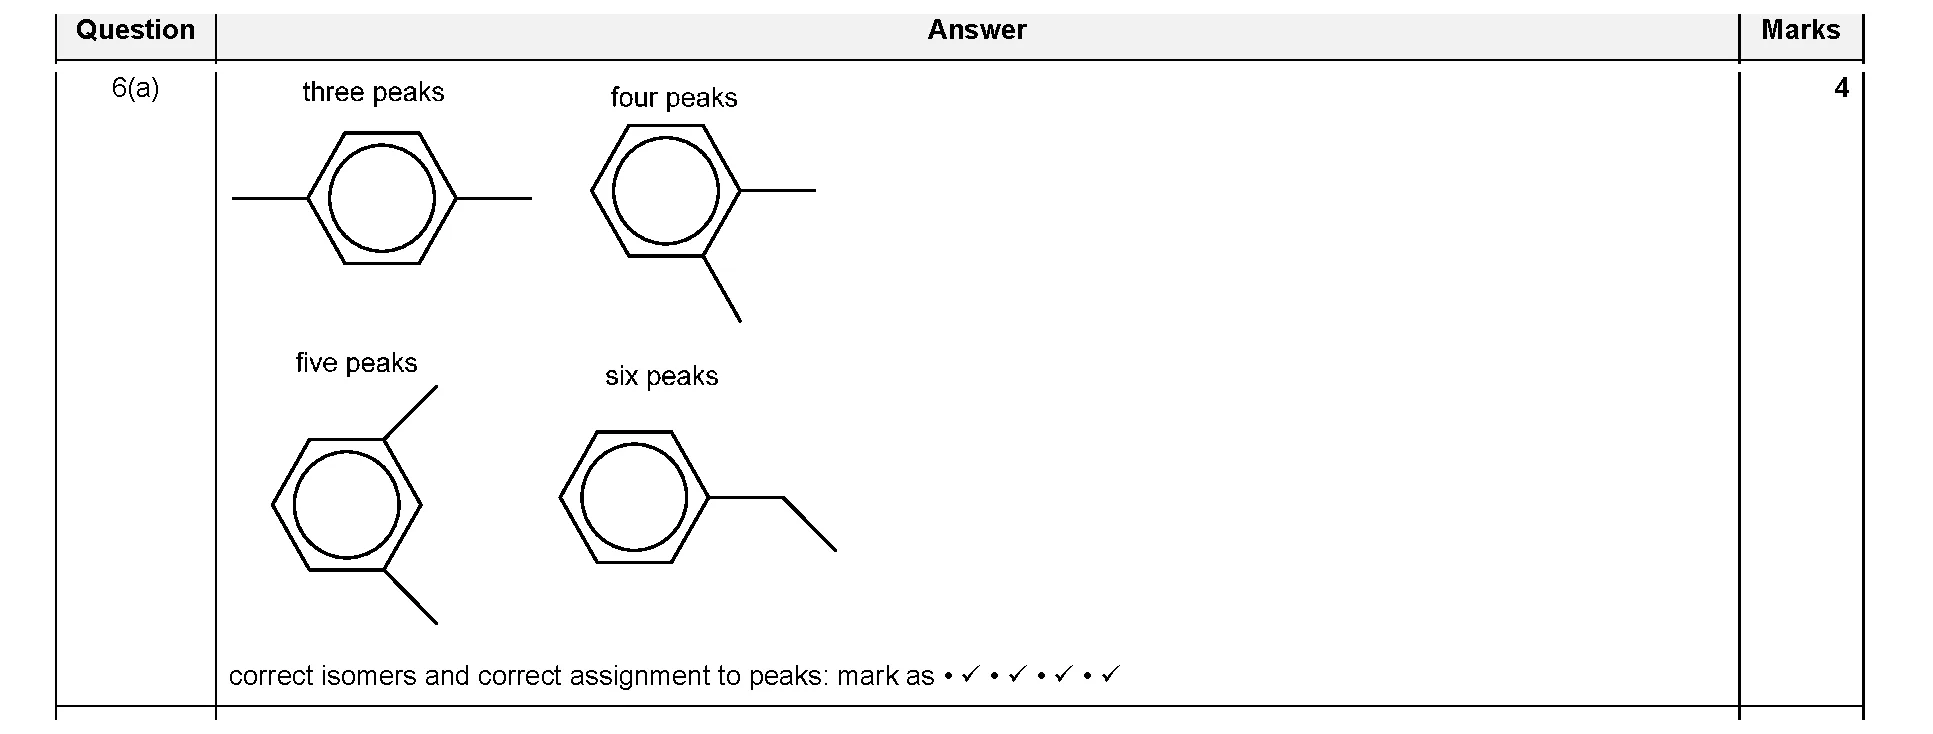 Question Answer Marks
6(a) 4
three peaks four peaks
five peaks six peaks
correct isomers and correct assignment to peaks: mark as • ✓ • ✓ • ✓ • ✓